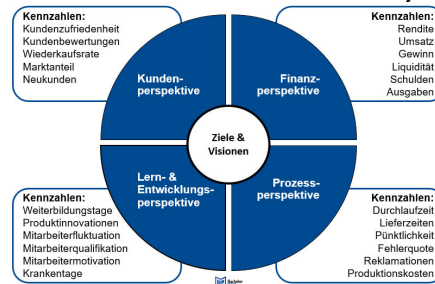 Kennzahlen:
Kundenzufriedenheit
Kundenbewertungen
Wiederkaufsrate
Marktanteil
Neukunden
Kennzahlen:
Rendite
Umsatz
Gewinn
Liquidität
Schulden
Ausgaben
Kunden-
perspektive
Finanz-
perspektive
Ziele &
Visionen
Lern- &
Entwicklungs-
perspektive
Prozess-
perspektive
Kennzahlen:
Weiterbildungstage
Produktinnovationen
Mitarbeiterfluktuation
Mitarbeiterqualifikation
Mitarbeitermotivation
Krankentage
Kennzahlen:
Durchlaufzeit
Lieferzeiten
Pünktlichkeit
Fehlerquote
Reklamationen
Produktionskosten